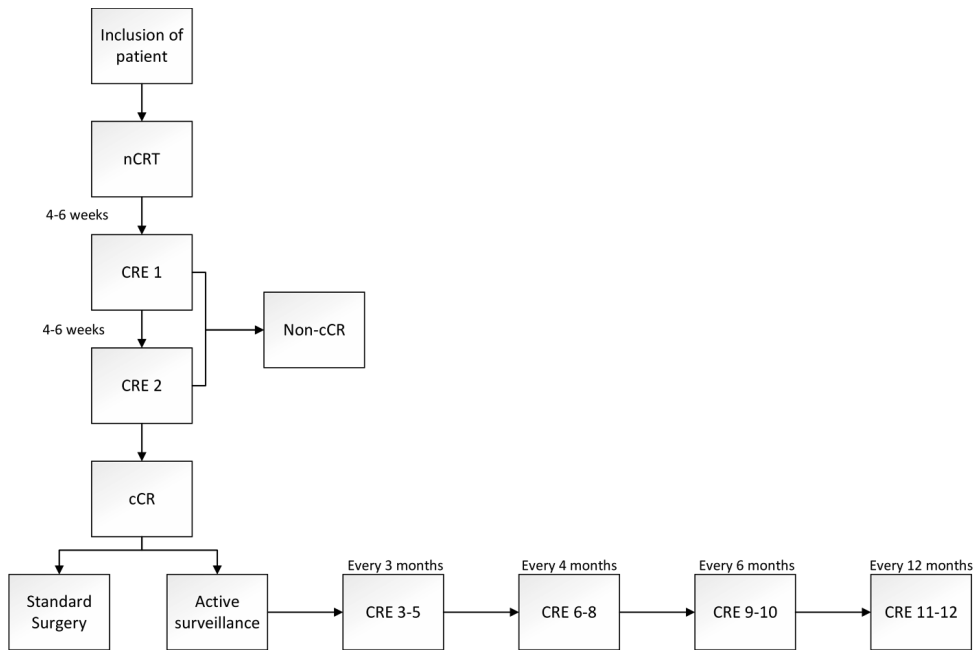 Inclusion of
patient
nCRT
4-6 weeks
CRE 1
4-6 weeks
Non-cCR
CRE 2
cCR
Standard
Surgery
Active
surveillance
Every 3 months
CRE 3-5
Every 4 months
CRE 6-8
Every 6 months
CRE 9-10
Every 12 months
CRE 11-12